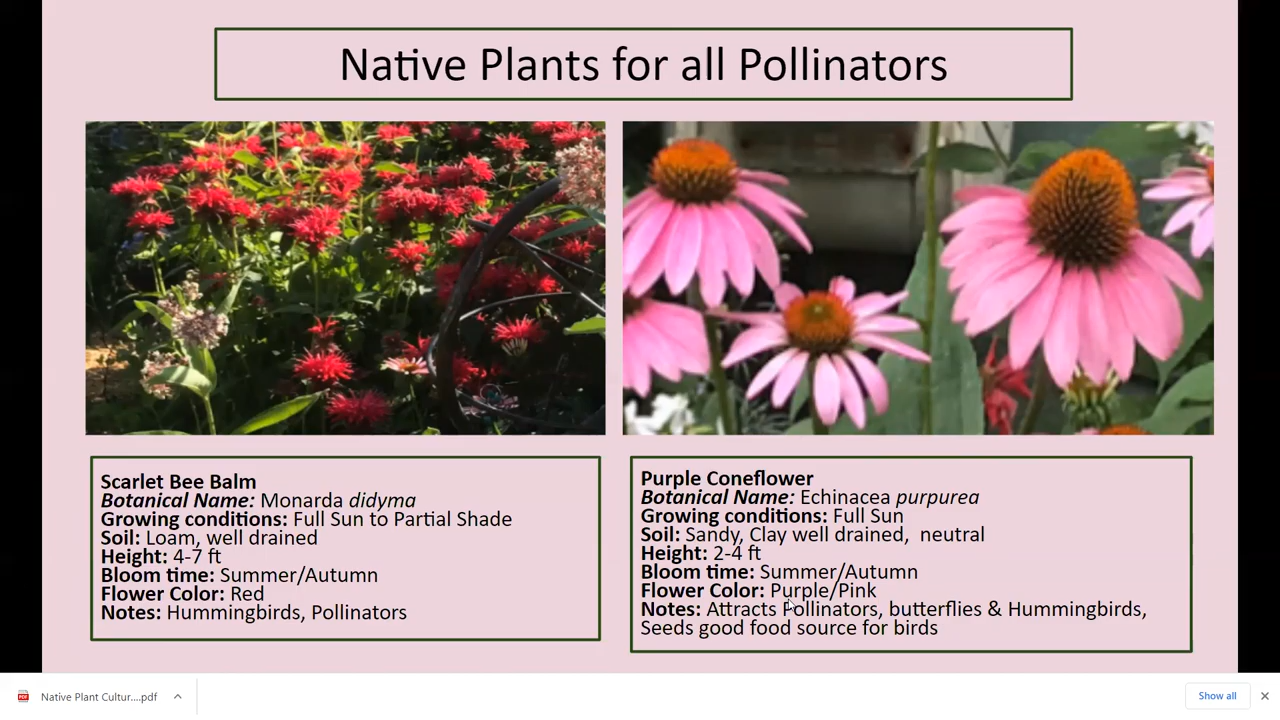 Native Plants for all Pollinators
Scarlet Bee Balm
Botanical Name: Monarda didyma
Growing conditions: Full Sun to Partial Shade
Soil: Loam, well drained
Height: 4-7 ft
Bloom time: Summer/Autumn
Flower Color: Red
Notes: Hummingbirds, Pollinators
Purple Coneflower
Botanical Name: Echinacea purpurea
Growing conditions: Full Sun
Soil: Sandy, Clay well drained, neutral
Height: 2-4 ft
Bloom time: Summer/Autumn
Flower Color: Purple/Pink
Notes: Attracts Pollinators, butterflies & Hummingbirds,
Seeds good food source for birds
Native Plant Cultur....pdf
Show all